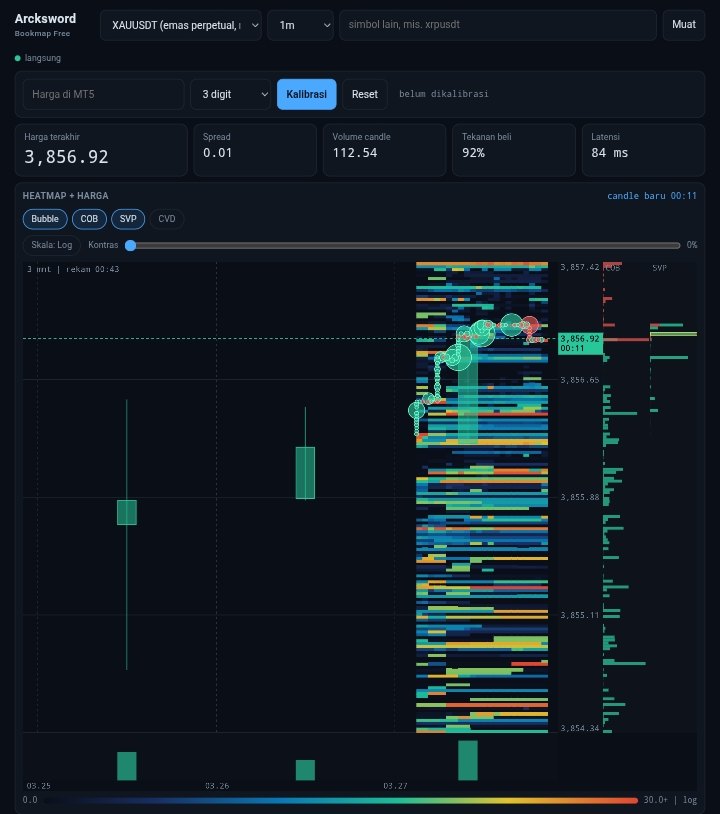 Arcksword
Bookmap Free
XAUUSDT (emas perpetual,
1m
simbol lain, mis. xrpusdt
Muat
langsung
Harga di MT5
3 digit
Kalibrasi
Reset
belum dikalibrasi
Harga terakhir
3,856.92
Spread
0.01
Volume candle
112.54
Tekanan beli
92%
Latensi
84 ms
HEATMAP + HARGA
candle baru 00:11
Bubble
COB
SVP
CVD
Skala: Log
Kontras
0%
3 mnt | rekam 00:43
3,857.42
COB
SVP
3,856.92
00:11
3,856.65
3,855.88
3,855.11
3,854.34
03.25
03.26
03.27
0.0
30.0+ | log